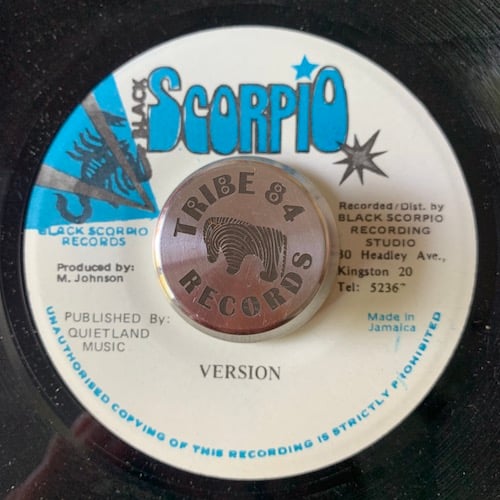 BLACK
SCORPIO
BLACK SCORPIO
RECORDS
Produced by:
M. Johnson
PUBLISHED By:
QUIETLAND
MUSIC
TRIBE 84
RECORDS
Recorded/Dist. by
BLACK SCORPIO
RECORDING
STUDIO
30 Headley Ave.,
Kingston 20
Tel: 5236
Made in
Jamaica
VERSION
UNAUTHORISED COPYING OF THIS RECORDING IS STRICTLY PROHIBITED